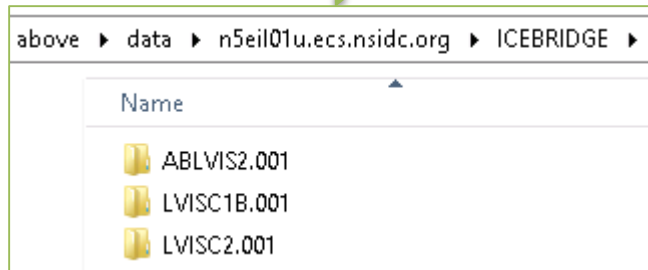 above ▸ data ▸ n5eil01u.ecs.nsidc.org ▸ ICEBRIDGE ▸
Name
ABLVIS2.001
LVISC1B.001
LVISC2.001